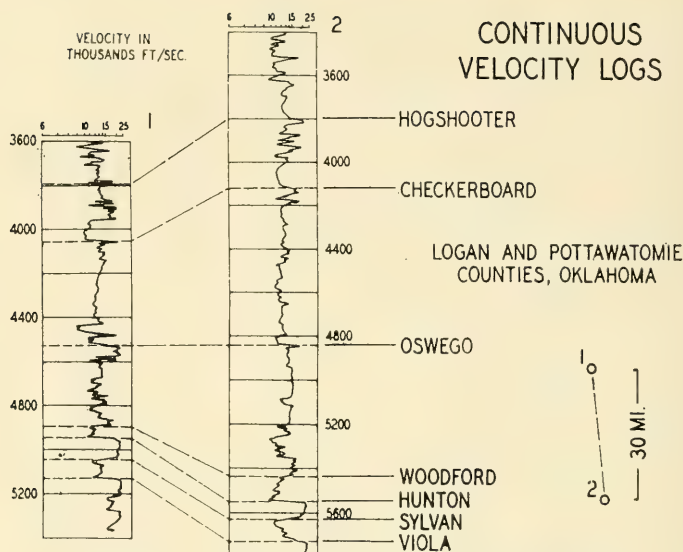 CONTINUOUS
VELOCITY LOGS
VELOCITY IN
THOUSANDS FT/SEC.
1
6 10 15 25
3600
4000
4400
4800
5200
2
6 10 15 25
3600
4000
4400
4800
5200
5600
HOGSHOOTER
CHECKERBOARD
OSWEGO
WOODFORD
HUNTON
SYLVAN
VIOLA
LOGAN AND POTTAWATOMIE
COUNTIES, OKLAHOMA
1
2
30 MI.